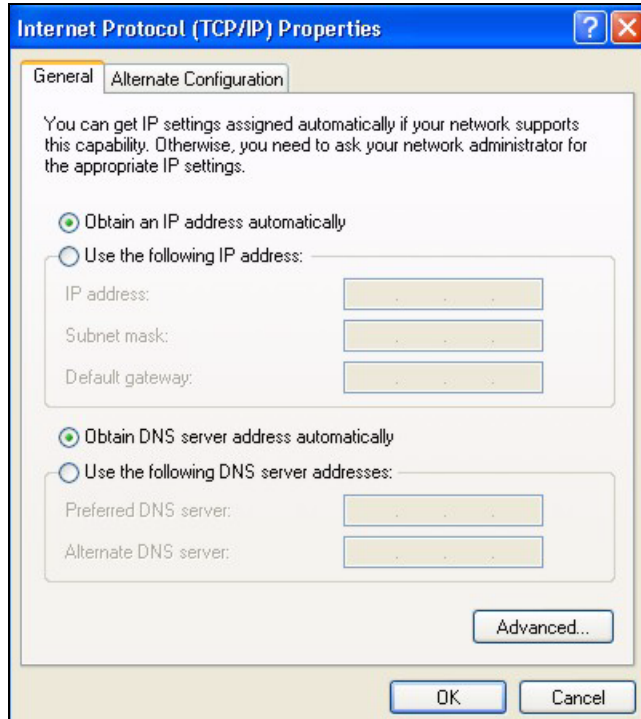 Internet Protocol (TCP/IP) Properties
General
Alternate Configuration
You can get IP settings assigned automatically if your network supports
this capability. Otherwise, you need to ask your network administrator for
the appropriate IP settings.
Obtain an IP address automatically
Use the following IP address:
IP address:
Subnet mask:
Default gateway:
Obtain DNS server address automatically
Use the following DNS server addresses:
Preferred DNS server:
Alternate DNS server:
Advanced...
OK
Cancel